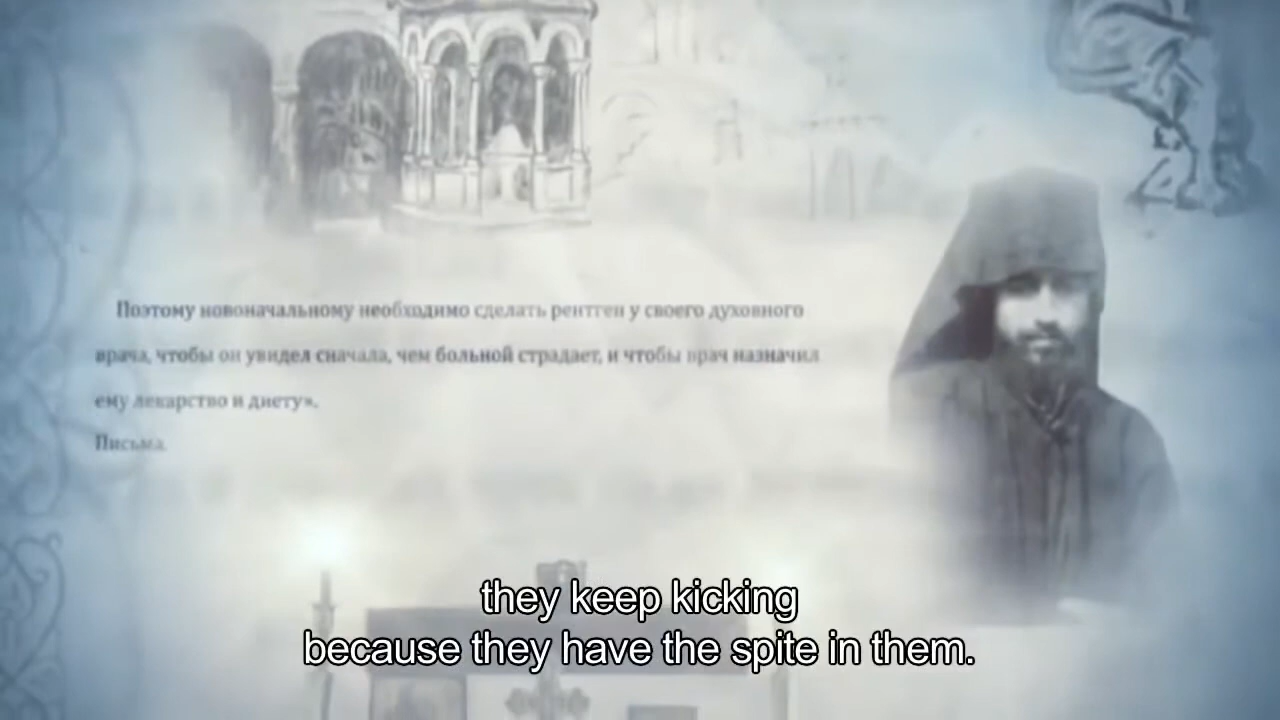 Поэтому новоначальному необходимо сделать рентген у своего духовного
врача, чтобы он увидел сначала, чем больной страдает, и чтобы врач назначил
ему лекарство и диету».
Письма.
they keep kicking
because they have the spite in them.